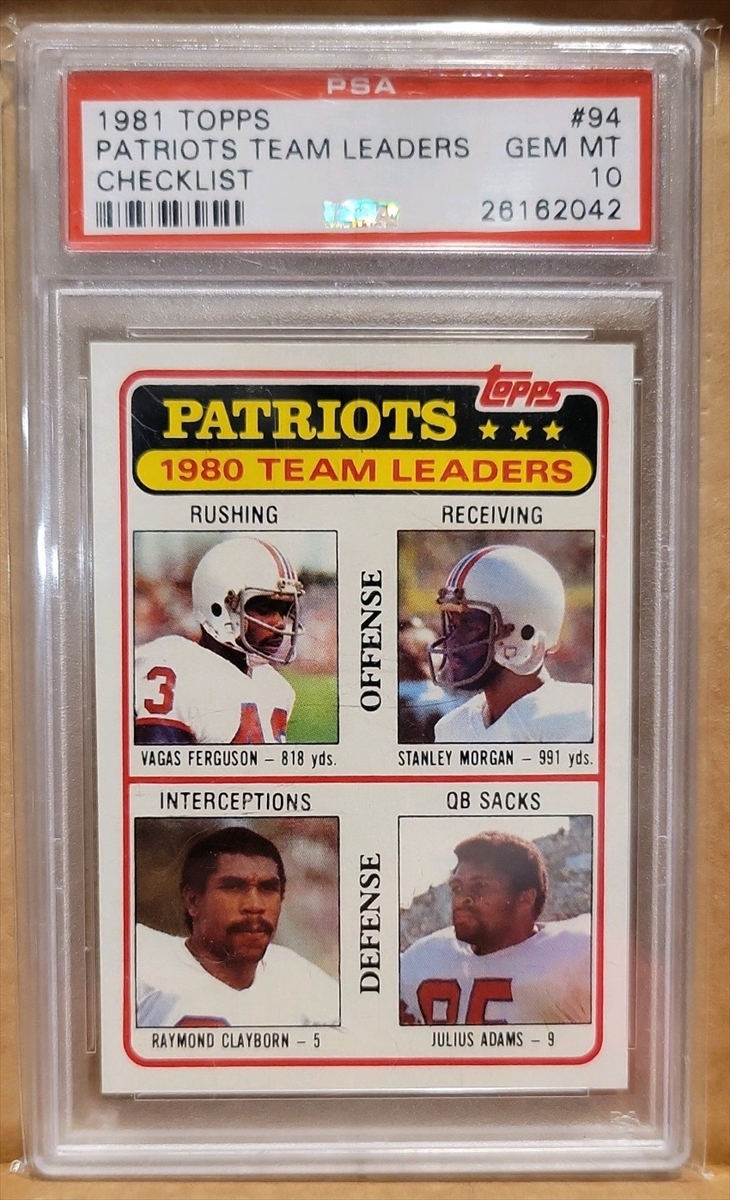 PSA
1981 TOPPS #94
PATRIOTS TEAM LEADERS GEM MT
CHECKLIST 10
26162042
topps
PATRIOTS
1980 TEAM LEADERS
RUSHING RECEIVING
OFFENSE
3
VAGAS FERGUSON – 818 yds. STANLEY MORGAN – 991 yds.
INTERCEPTIONS QB SACKS
DEFENSE
85
RAYMOND CLAYBORN – 5 JULIUS ADAMS – 9